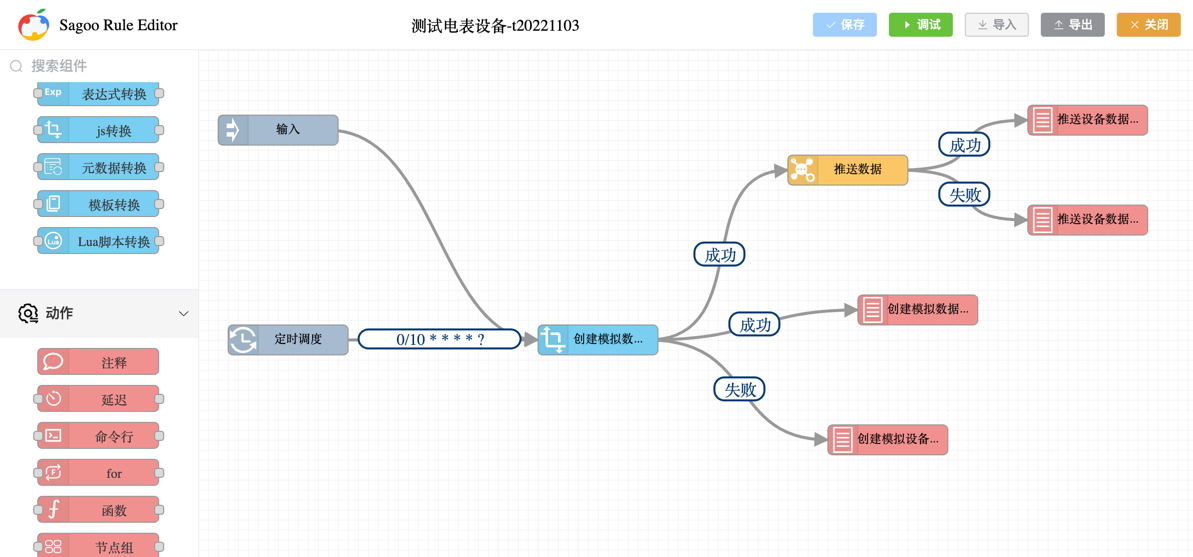 Sagoo Rule Editor
测试电表设备-t20221103
保存
调试
导入
导出
关闭
搜索组件
Exp 表达式转换
js转换
元数据转换
模板转换
Lua Lua脚本转换
动作
注释
延迟
命令行
F for
函数
节点组
输入
定时调度
0/10 * * * * ?
创建模拟数...
成功
推送数据
成功
推送设备数据...
失败
推送设备数据...
成功
创建模拟数据...
失败
创建模拟设备...